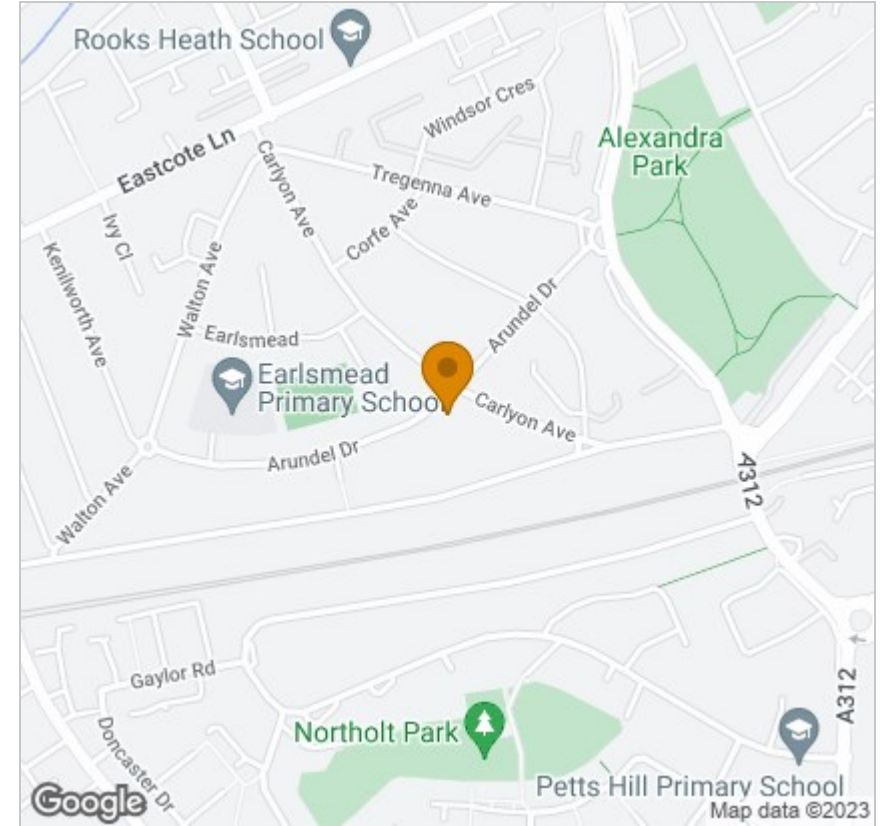 Rooks Heath School
Windsor Cres
Alexandra
Park
Eastcote Ln
Carlyon Ave
Tregenna Ave
Ivy Cl
Corfe Ave
Kenilworth Ave
Walton Ave
Arundel Dr
Earlsmead
Earlsmead
Primary School
Carlyon Ave
Arundel Dr
Walton Ave
A312
Gaylor Rd
A312
Doncaster Dr
Northolt Park
Petts Hill Primary School
Google
Map data ©2023